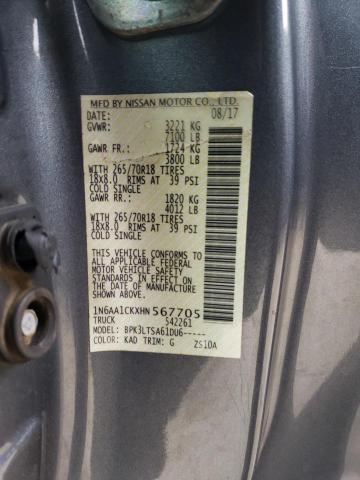 MFD BY NISSAN MOTOR CO., LTD.
DATE: 08/17
GVWR: 3221 KG
7100 LB
GAWR FR.: 1724 KG
3800 LB
WITH 265/70R18 TIRES
18x8.0 RIMS AT 39 PSI
COLD SINGLE
GAWR RR.: 1820 KG
4012 LB
WITH 265/70R18 TIRES
18x8.0 RIMS AT 39 PSI
COLD SINGLE
THIS VEHICLE CONFORMS TO
ALL APPLICABLE FEDERAL
MOTOR VEHICLE SAFETY
STANDARDS IN EFFECT ON
THE DATE OF MANUFACTURE
SHOWN ABOVE.
1N6AA1CKXHN567705
TRUCK 542261
MODEL: BPK3LTSA61DU6-----
COLOR: KAD TRIM: G ZS10A